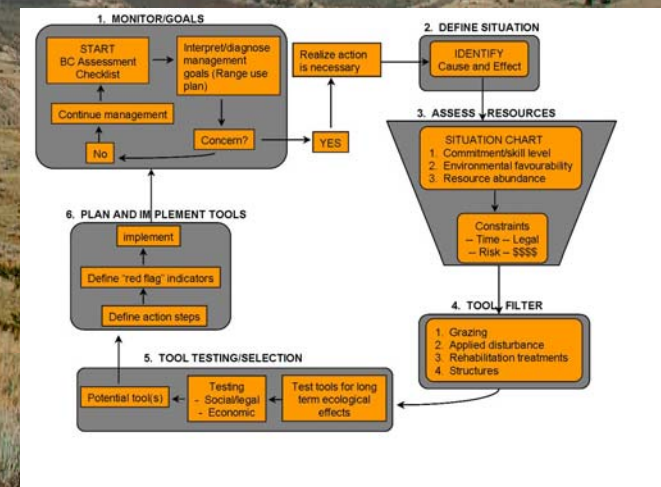 1. MONITOR/GOALS
START
BC Assessment
Checklist
Interpret/diagnose
management
goals (Range use
plan)
Continue management
Concern?
No
YES
Realize action
is necessary
2. DEFINE SITUATION
IDENTIFY
Cause and Effect
3. ASSESS RESOURCES
SITUATION CHART
1. Commitment/skill level
2. Environmental favourability
3. Resource abundance
Constraints
-- Time -- Legal
-- Risk -- $$$$
4. TOOL FILTER
1. Grazing
2. Applied disturbance
3. Rehabilitation treatments
4. Structures
5. TOOL TESTING/SELECTION
Test tools for long
term ecological
effects
Testing
- Social/legal
- Economic
Potential tool(s)
6. PLAN AND IMPLEMENT TOOLS
implement
Define "red flag" indicators
Define action steps